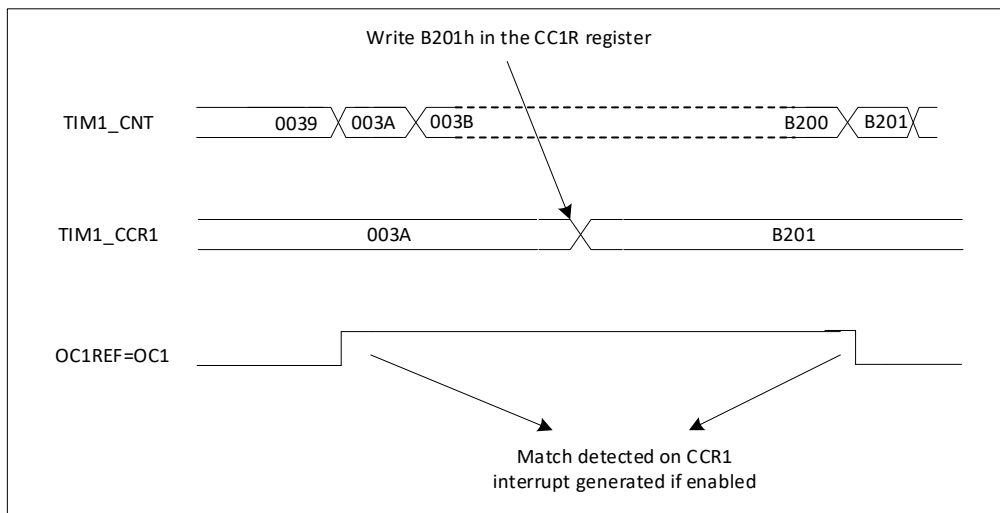 Write B201h in the CC1R register
TIM1_CNT 0039 003A 003B B200 B201
TIM1_CCR1 003A B201
OC1REF=OC1
Match detected on CCR1
interrupt generated if enabled